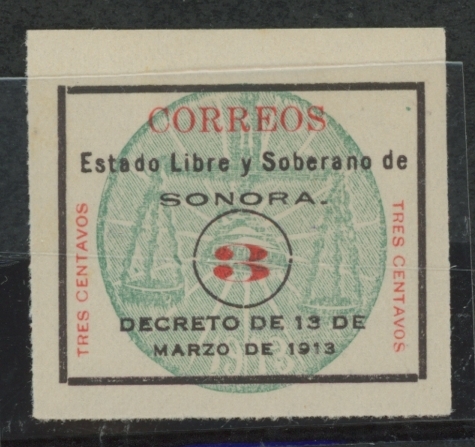 CORREOS
Estado Libre y Soberano de
SONORA.
TRES CENTAVOS
3
TRES CENTAVOS
DECRETO DE 13 DE
MARZO DE 1913